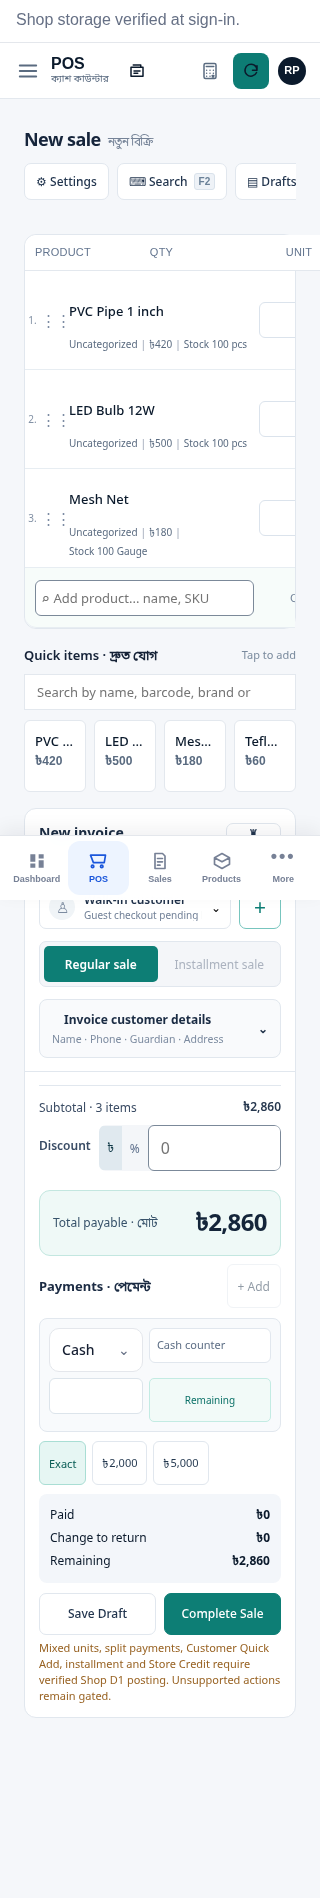 Shop storage verified at sign-in.
POS
ক্যাশ কাউন্টার
RP
New sale নতুন বিক্রি
Settings
Search F2
Drafts
PRODUCT QTY UNIT
1. PVC Pipe 1 inch
Uncategorized | ৳420 | Stock 100 pcs
2. LED Bulb 12W
Uncategorized | ৳500 | Stock 100 pcs
3. Mesh Net
Uncategorized | ৳180 |
Stock 100 Gauge
Add product... name, SKU
Quick items · দ্রুত যোগ Tap to add
Search by name, barcode, brand or
PVC ... LED ... Mes... Tefl...
৳420 ৳500 ৳180 ৳60
New invoice
Dashboard POS Sales Products More
Walk-in customer
Guest checkout pending
+
Regular sale Installment sale
Invoice customer details
Name · Phone · Guardian · Address
Subtotal · 3 items ৳2,860
Discount ৳ % 0
Total payable · মোট ৳2,860
Payments · পেমেন্ট + Add
Cash Cash counter
Remaining
Exact ৳2,000 ৳5,000
Paid ৳0
Change to return ৳0
Remaining ৳2,860
Save Draft Complete Sale
Mixed units, split payments, Customer Quick
Add, installment and Store Credit require
verified Shop D1 posting. Unsupported actions
remain gated.